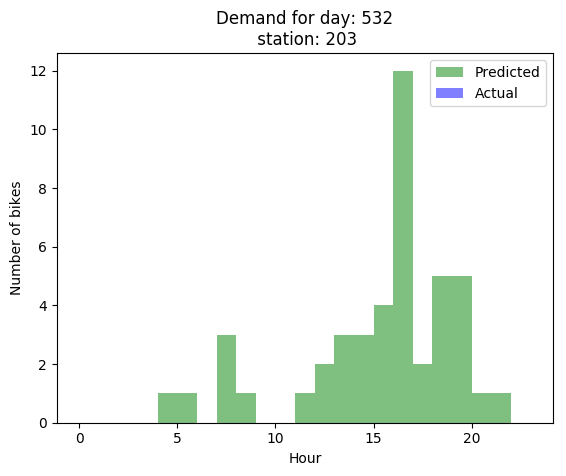 Demand for day: 532
station: 203
Predicted
Actual
Number of bikes
12
10
8
6
4
2
0
0
5
10
15
20
Hour